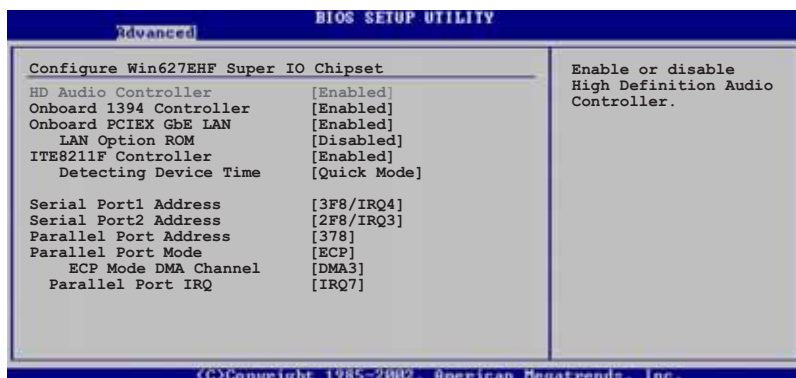 BIOS SETUP UTILITY
Advanced
Configure Win627EHF Super IO Chipset
HD Audio Controller [Enabled]
Onboard 1394 Controller [Enabled]
Onboard PCIEX GbE LAN [Enabled]
LAN Option ROM [Disabled]
ITE8211F Controller [Enabled]
Detecting Device Time [Quick Mode]
Serial Port1 Address [3F8/IRQ4]
Serial Port2 Address [2F8/IRQ3]
Parallel Port Address [378]
Parallel Port Mode [ECP]
ECP Mode DMA Channel [DMA3]
Parallel Port IRQ [IRQ7]
Enable or disable
High Definition Audio
Controller.
(C)Copyright 1985-2002, American Megatrends, Inc.